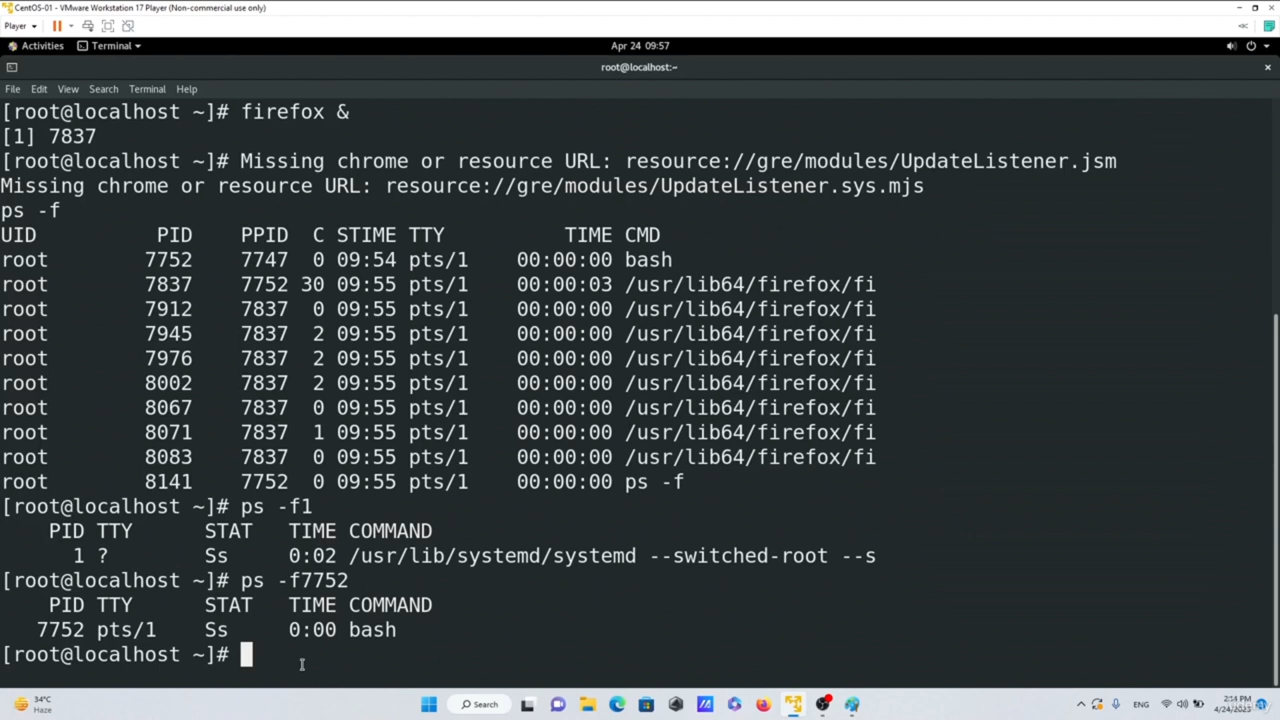 CentOS-01 - VMware Workstation 17 Player (Non-commercial use only)
Player
Activities Terminal Apr 24 09:57
root@localhost:~
File Edit View Search Terminal Help
[root@localhost ~]# firefox &
[1] 7837
[root@localhost ~]# Missing chrome or resource URL: resource://gre/modules/UpdateListener.jsm
Missing chrome or resource URL: resource://gre/modules/UpdateListener.sys.mjs
ps -f
UID PID PPID C STIME TTY TIME CMD
root 7752 7747 0 09:54 pts/1 00:00:00 bash
root 7837 7752 30 09:55 pts/1 00:00:03 /usr/lib64/firefox/fi
root 7912 7837 0 09:55 pts/1 00:00:00 /usr/lib64/firefox/fi
root 7945 7837 2 09:55 pts/1 00:00:00 /usr/lib64/firefox/fi
root 7976 7837 2 09:55 pts/1 00:00:00 /usr/lib64/firefox/fi
root 8002 7837 2 09:55 pts/1 00:00:00 /usr/lib64/firefox/fi
root 8067 7837 0 09:55 pts/1 00:00:00 /usr/lib64/firefox/fi
root 8071 7837 1 09:55 pts/1 00:00:00 /usr/lib64/firefox/fi
root 8083 7837 0 09:55 pts/1 00:00:00 /usr/lib64/firefox/fi
root 8141 7752 0 09:55 pts/1 00:00:00 ps -f
[root@localhost ~]# ps -f1
PID TTY STAT TIME COMMAND
1 ? Ss 0:02 /usr/lib/systemd/systemd --switched-root --s
[root@localhost ~]# ps -f7752
PID TTY STAT TIME COMMAND
7752 pts/1 Ss 0:00 bash
[root@localhost ~]#
34°C
Haze
Search
ENG
4/24/2023